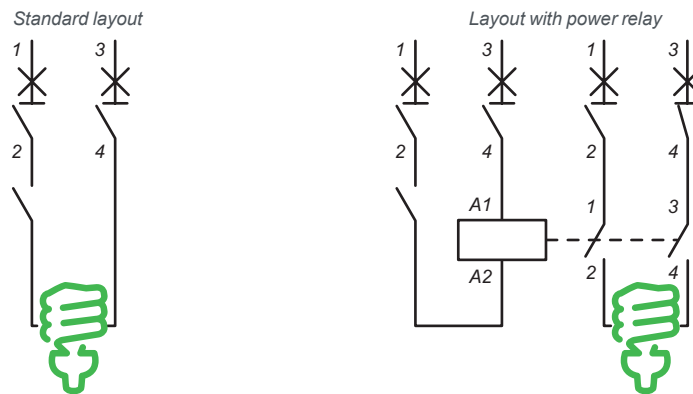 Standard layout
Layout with power relay
1 3
1 3 1 3
2 4
2 4 2 4
A1 1 3
A2 2 4